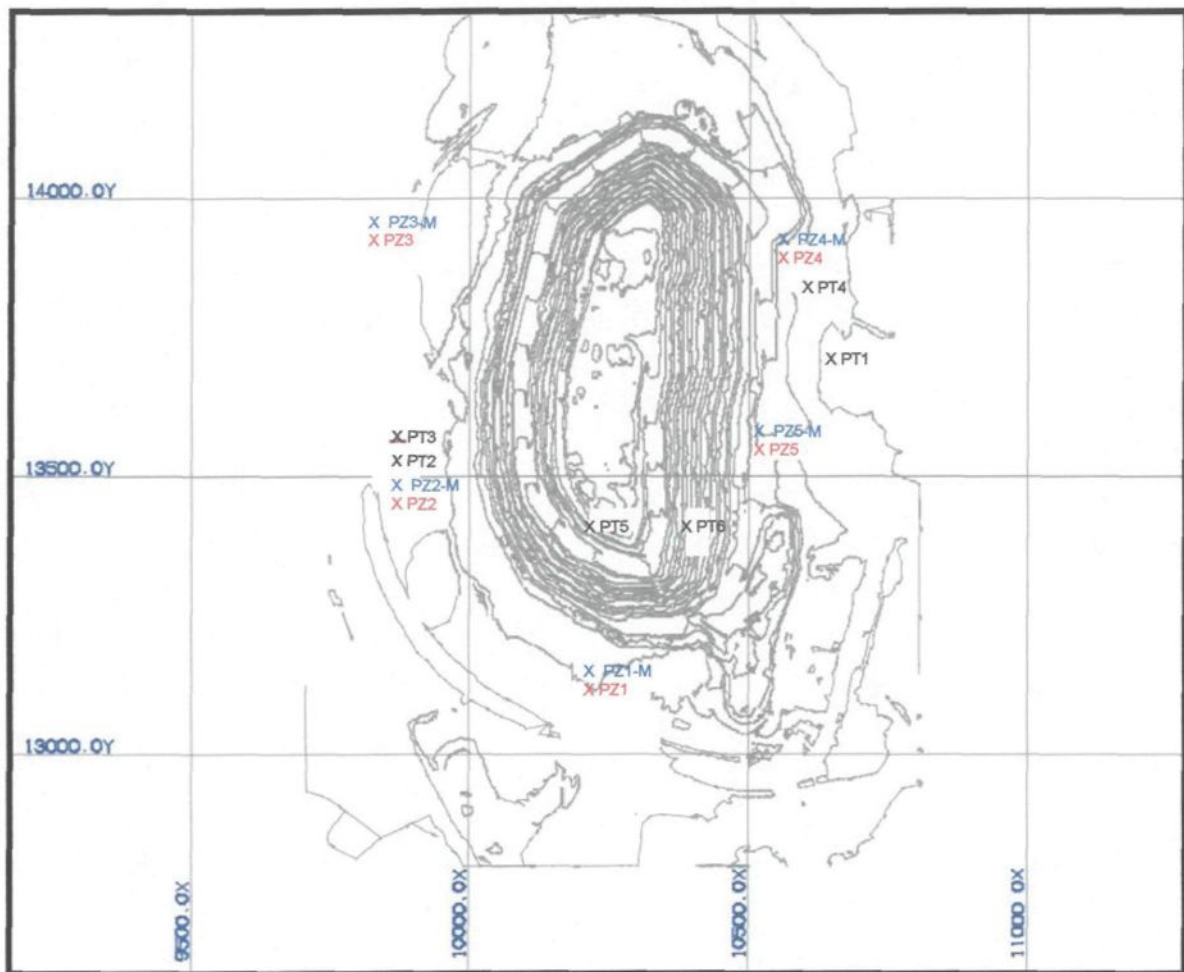 14000.0Y
X PZ3-M
X PZ3
X PZ4-M
X PZ4
X PT4
X PT1
X PZ5-M
X PZ5
X PT3
X PT2
13500.0Y
X PZ2-M
X PZ2
X PT5
X PT6
X PZ1-M
X PZ1
13000.0Y
9500.0X
10000.0X
10500.0X
11000.0X